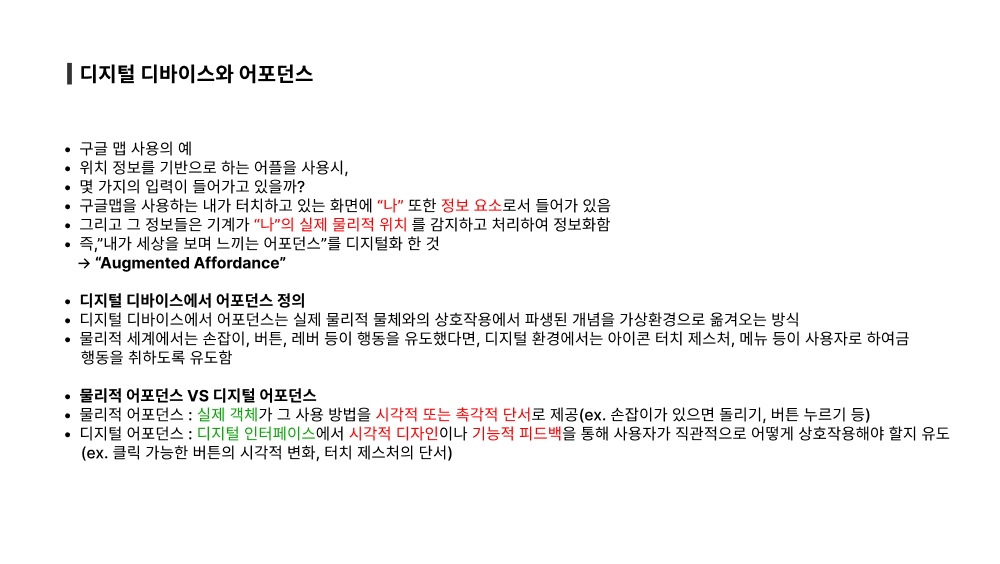 디지털 디바이스와 어포던스
• 구글 맵 사용의 예
• 위치 정보를 기반으로 하는 어플을 사용시,
• 몇 가지의 입력이 들어가고 있을까?
• 구글맵을 사용하는 내가 터치하고 있는 화면에 “나” 또한 정보 요소로서 들어가 있음
• 그리고 그 정보들은 기계가 “나”의 실제 물리적 위치 를 감지하고 처리하여 정보화함
• 즉,”내가 세상을 보며 느끼는 어포던스”를 디지털화 한 것
→ “Augmented Affordance”
• 디지털 디바이스에서 어포던스 정의
• 디지털 디바이스에서 어포던스는 실제 물리적 물체와의 상호작용에서 파생된 개념을 가상환경으로 옮겨오는 방식
• 물리적 세계에서는 손잡이, 버튼, 레버 등이 행동을 유도했다면, 디지털 환경에서는 아이콘 터치 제스처, 메뉴 등이 사용자로 하여금
행동을 취하도록 유도함
• 물리적 어포던스 VS 디지털 어포던스
• 물리적 어포던스 : 실제 객체가 그 사용 방법을 시각적 또는 촉각적 단서로 제공(ex. 손잡이가 있으면 돌리기, 버튼 누르기 등)
• 디지털 어포던스 : 디지털 인터페이스에서 시각적 디자인이나 기능적 피드백을 통해 사용자가 직관적으로 어떻게 상호작용해야 할지 유도
(ex. 클릭 가능한 버튼의 시각적 변화, 터치 제스처의 단서)